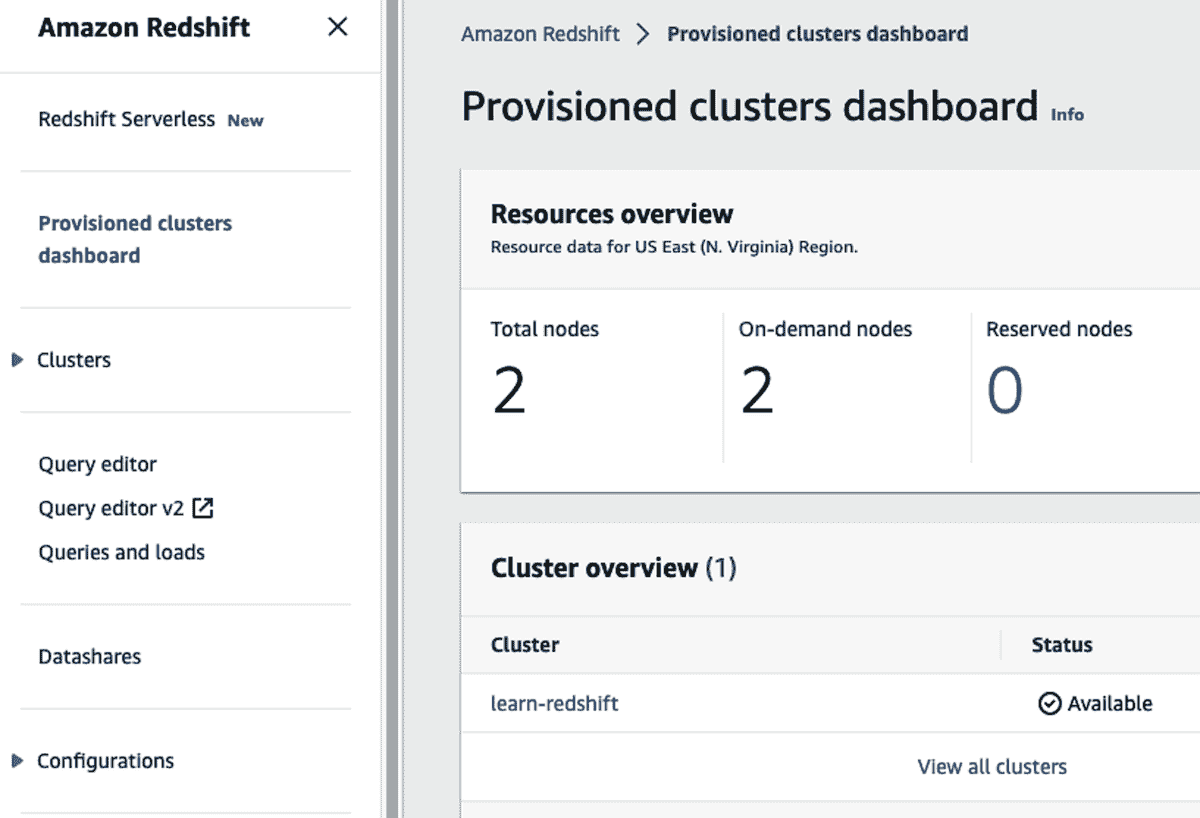 Amazon Redshift
Redshift Serverless New
Provisioned clusters
dashboard
Clusters
Query editor
Query editor v2
Queries and loads
Datashares
Configurations
Amazon Redshift > Provisioned clusters dashboard
Provisioned clusters dashboard Info
Resources overview
Resource data for US East (N. Virginia) Region.
Total nodes On-demand nodes Reserved nodes
2 2 0
Cluster overview (1)
Cluster Status
learn-redshift Available
View all clusters